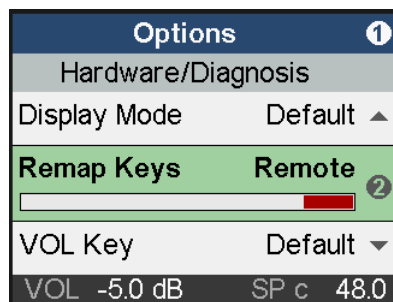 Options 1
Hardware/Diagnosis
Display Mode Default
Remap Keys Remote 2
VOL Key Default
VOL -5.0 dB SP c 48.0